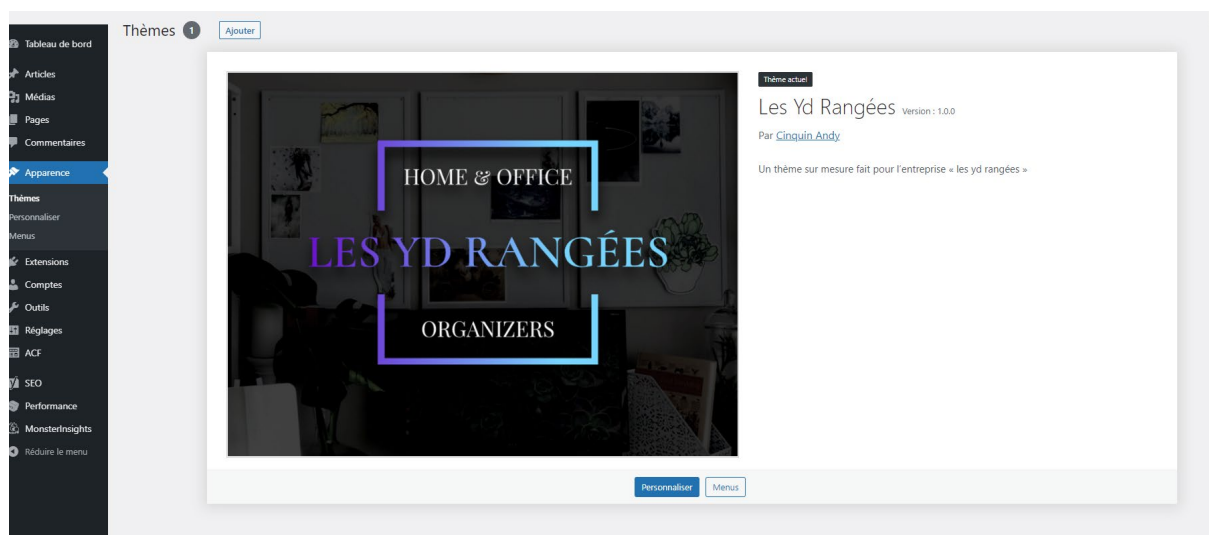 Thèmes 1 Ajouter
Tableau de bord
Articles
Médias
Pages
Commentaires
Apparence
Thèmes
Personnaliser
Menus
Extensions
Comptes
Outils
Réglages
ACF
SEO
Performance
MonsterInsights
Réduire le menu
HOME & OFFICE
LES YD RANGÉES
ORGANIZERS
Thème actuel
Les Yd Rangées Version : 1.0.0
Par Cinquin Andy
Un thème sur mesure fait pour l'entreprise « les yd rangées »
Personnaliser Menus